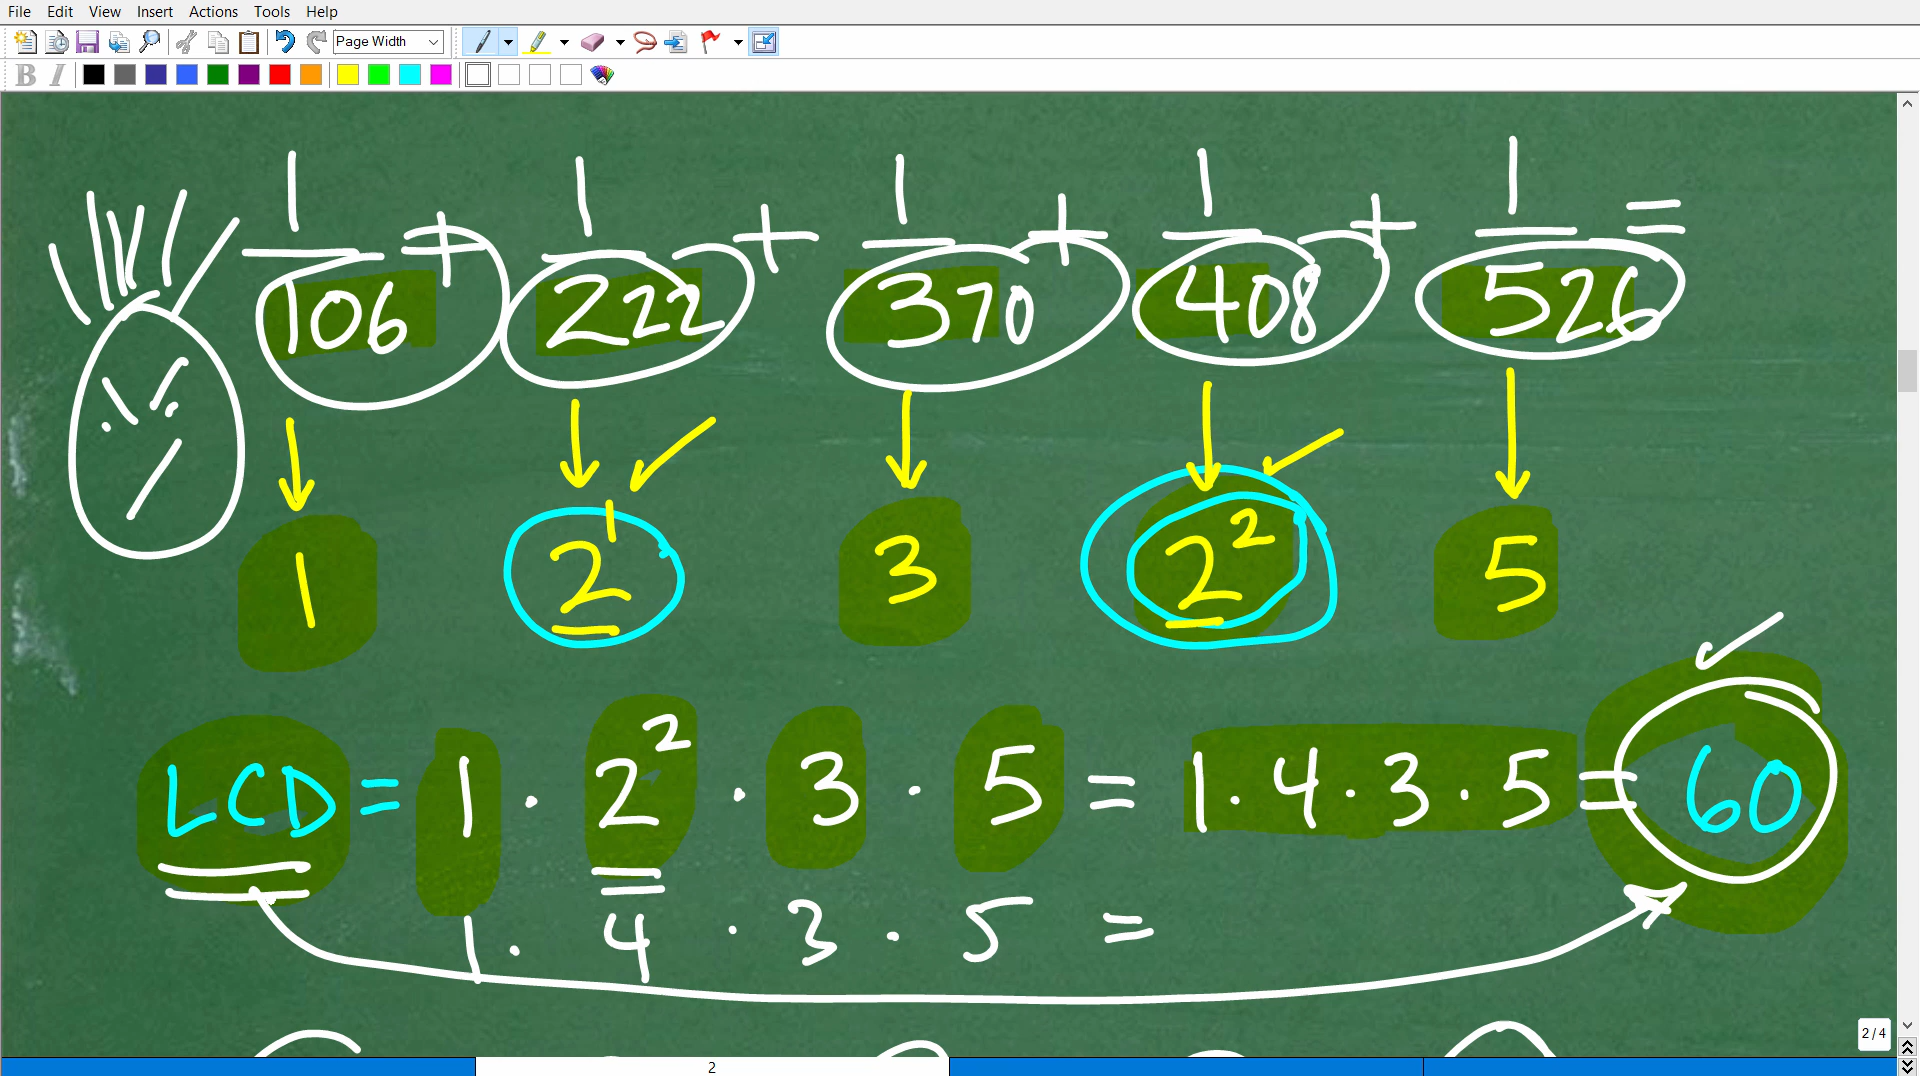 File Edit View Insert Actions Tools Help
Page Width
B I
1/106 + 1/222 + 1/370 + 1/408 + 1/526 =
1 2¹ 3 2² 5
LCD = 1 · 2² · 3 · 5 = 1 · 4 · 3 · 5 = 60
1 · 4 · 3 · 5 =
2 / 4
2